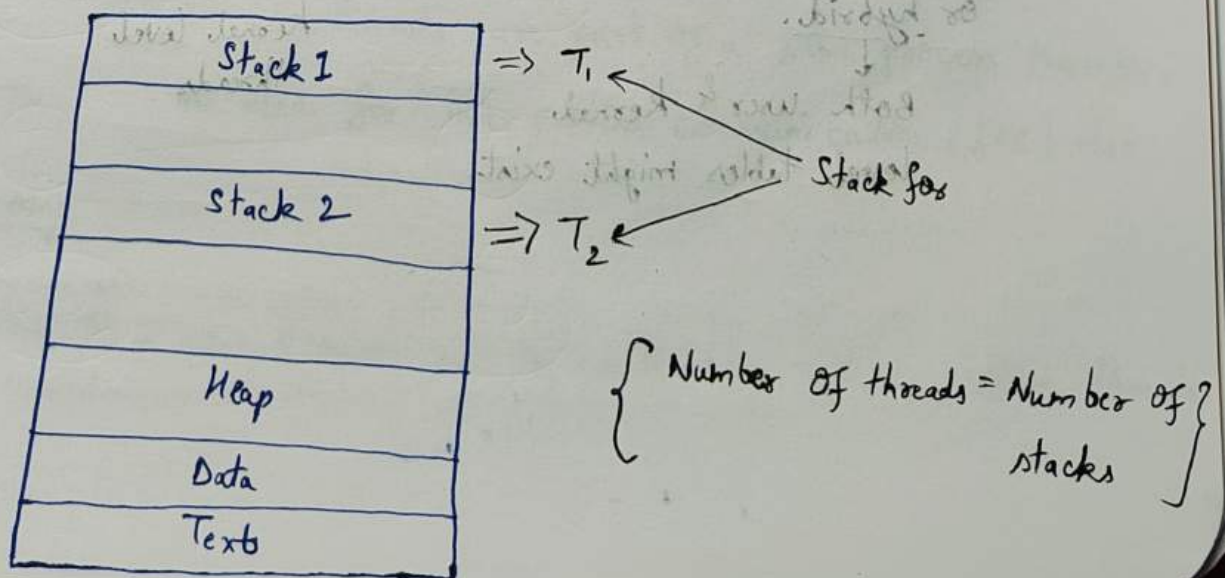 Stack 1
=> T₁
Stack for
Stack 2
=> T₂
Heap
{ Number of threads = Number of }
stacks
Data
Text